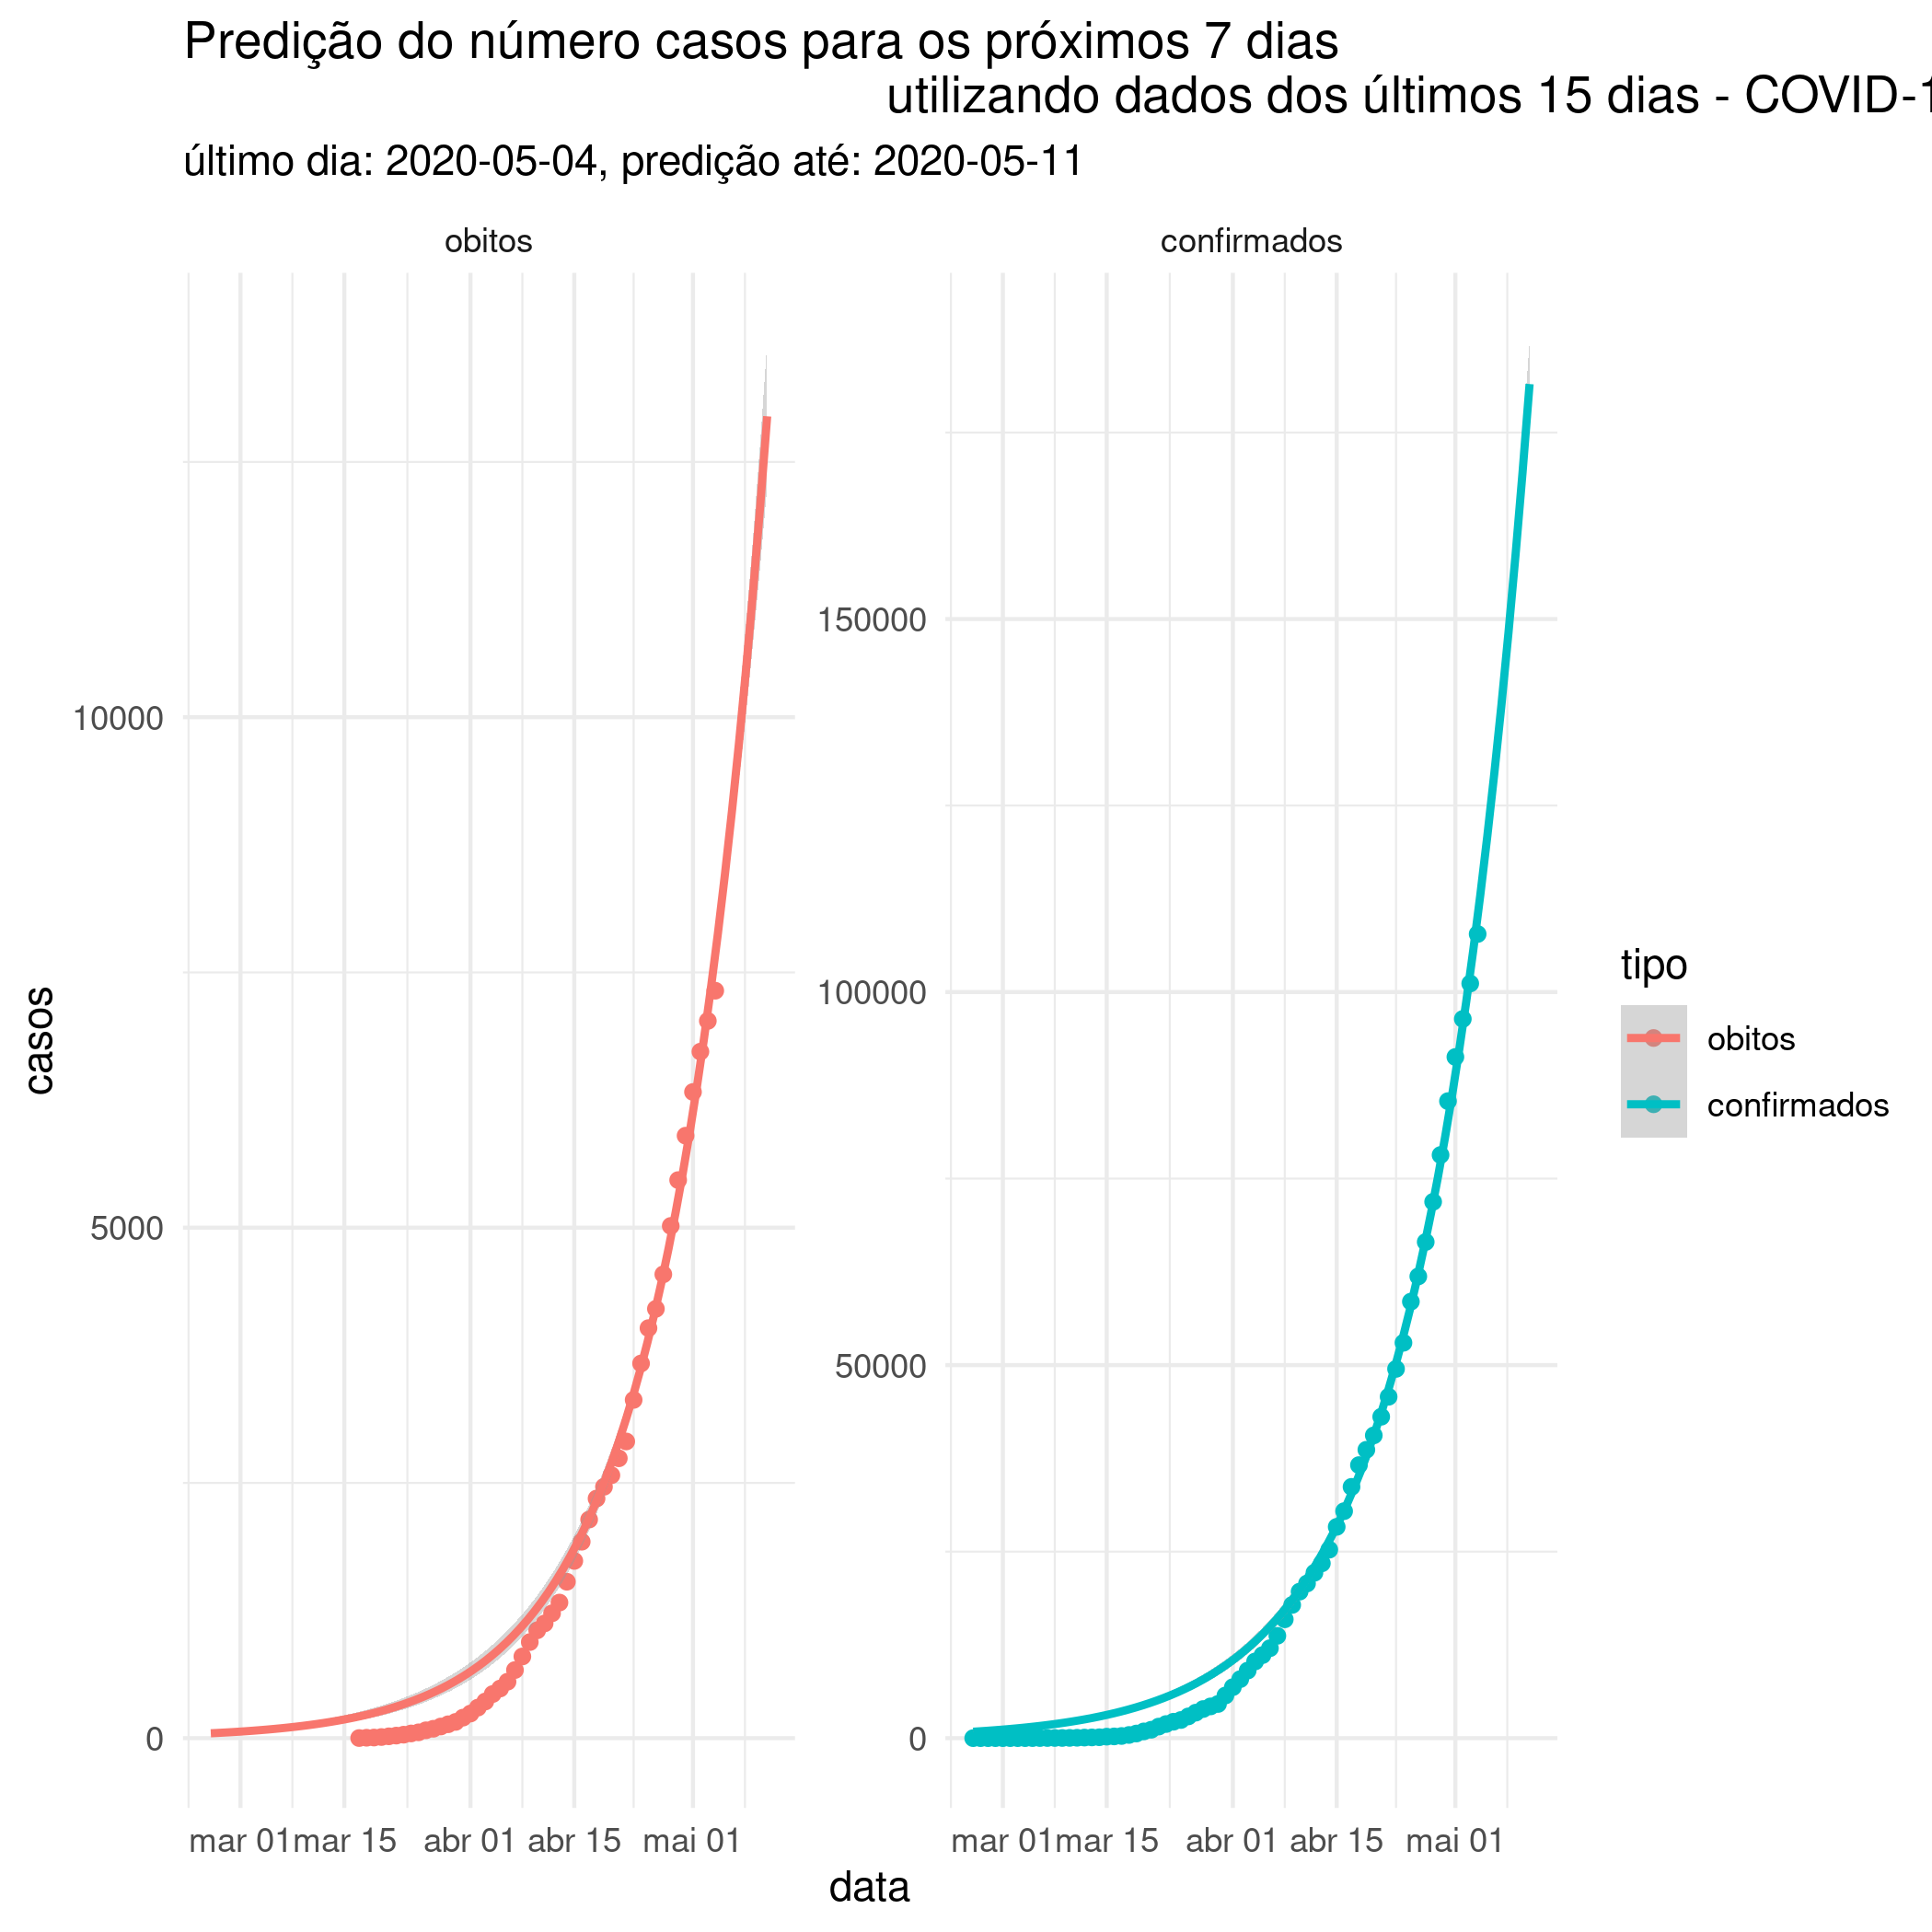 Predição do número casos para os próximos 7 dias
utilizando dados dos últimos 15 dias - COVID-1
último dia: 2020-05-04, predição até: 2020-05-11
obitos
confirmados
casos
10000
5000
0
150000
100000
50000
0
mar 01 mar 15 abr 01 abr 15 mai 01
mar 01 mar 15 abr 01 abr 15 mai 01
data
tipo
obitos
confirmados